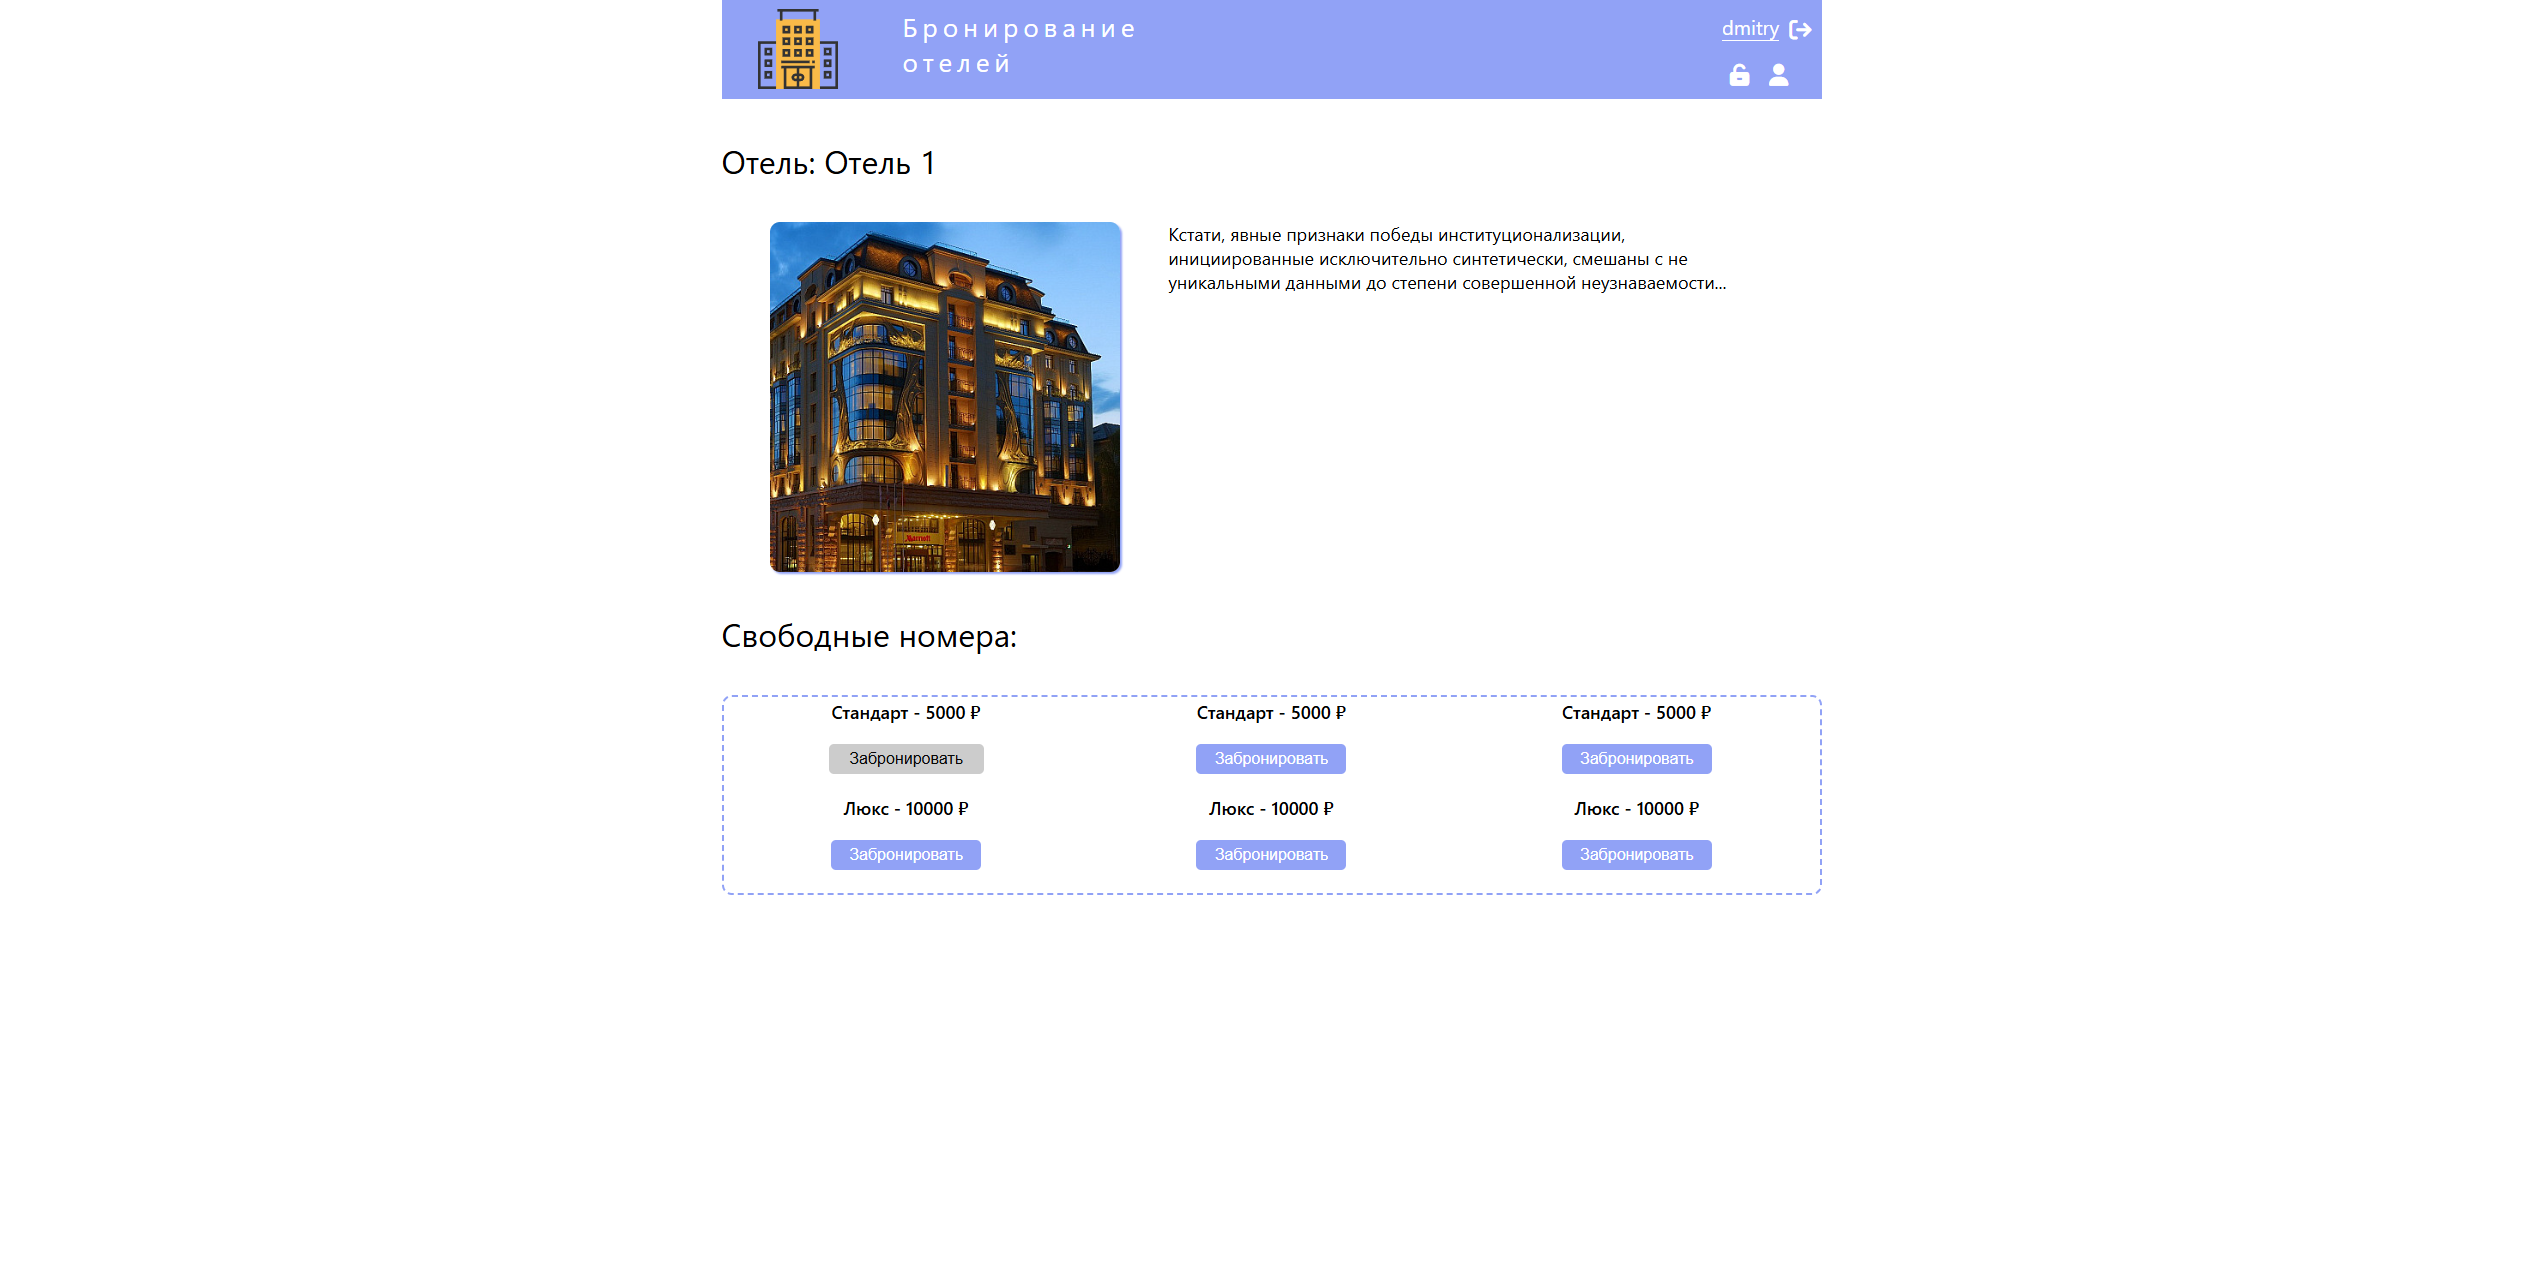 Бронирование
отелей
dmitry
Отель: Отель 1
Кстати, явные признаки победы институционализации,
инициированные исключительно синтетически, смешаны с не
уникальными данными до степени совершенной неузнаваемости...
Marriott
Свободные номера:
Стандарт - 5000 ₽ Стандарт - 5000 ₽ Стандарт - 5000 ₽
Забронировать Забронировать Забронировать
Люкс - 10000 ₽ Люкс - 10000 ₽ Люкс - 10000 ₽
Забронировать Забронировать Забронировать